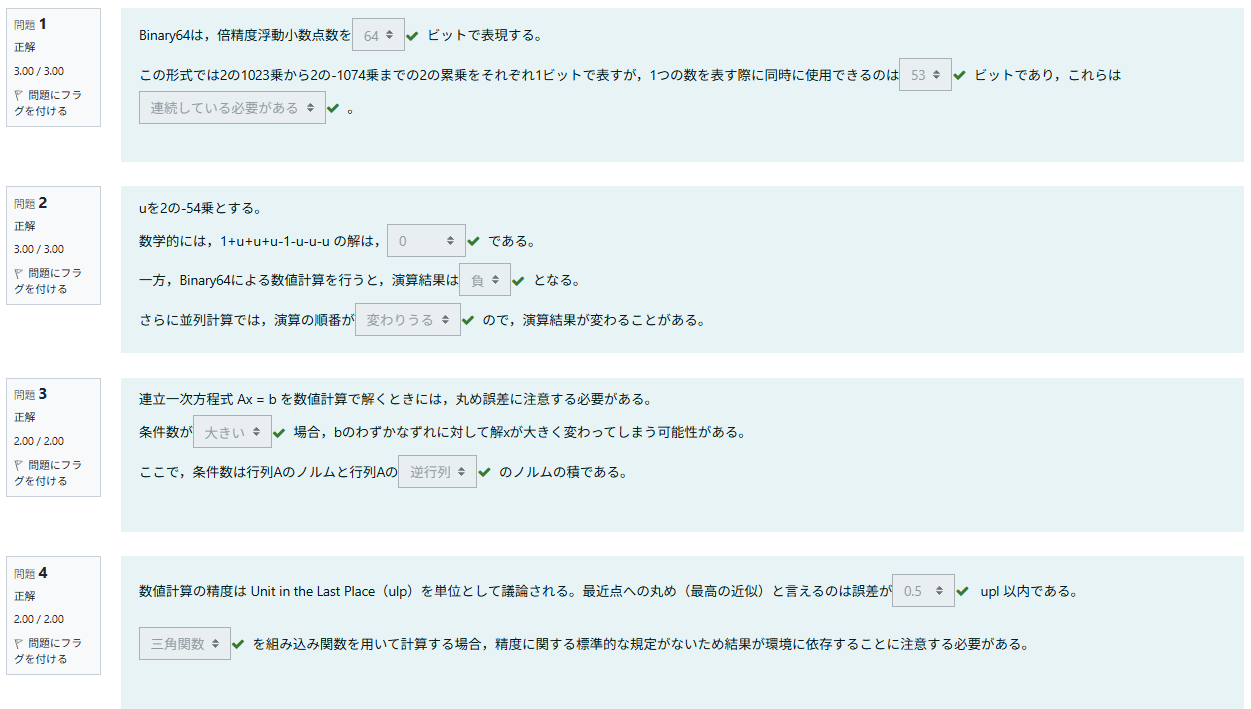 問題 1
正解
3.00 / 3.00
問題にフラ
グを付ける
Binary64は，倍精度浮動小数点数を 64 ビットで表現する。
この形式では2の1023乗から2の-1074乗までの2の累乗をそれぞれ1ビットで表すが，1つの数を表す際に同時に使用できるのは 53 ビットであり，これらは
連続している必要がある 。
問題 2
正解
3.00 / 3.00
問題にフラ
グを付ける
uを2の-54乗とする。
数学的には，1+u+u+u-1-u-u-u の解は， 0 である。
一方，Binary64による数値計算を行うと，演算結果は 負 となる。
さらに並列計算では，演算の順番が 変わりうる ので，演算結果が変わることがある。
問題 3
正解
2.00 / 2.00
問題にフラ
グを付ける
連立一次方程式 Ax = b を数値計算で解くときには，丸め誤差に注意する必要がある。
条件数が 大きい 場合，bのわずかなずれに対して解xが大きく変わってしまう可能性がある。
ここで，条件数は行列Aのノルムと行列Aの 逆行列 のノルムの積である。
問題 4
正解
2.00 / 2.00
問題にフラ
グを付ける
数値計算の精度は Unit in the Last Place（ulp）を単位として議論される。最近点への丸め（最高の近似）と言えるのは誤差が 0.5 upl 以内である。
三角関数 を組み込み関数を用いて計算する場合，精度に関する標準的な規定がないため結果が環境に依存することに注意する必要がある。